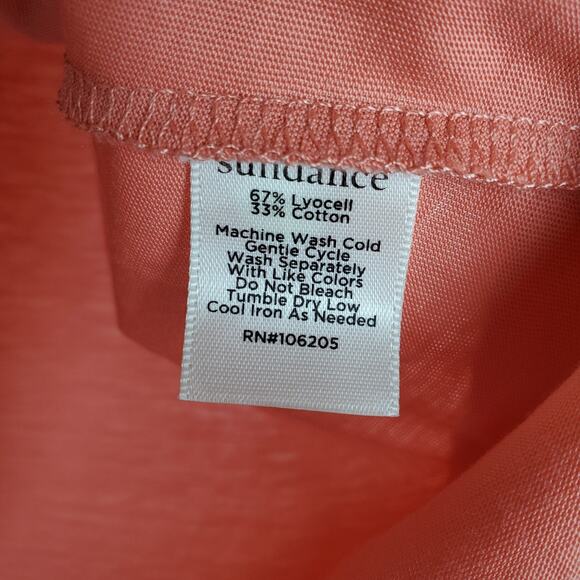 sundance
67% Lyocell
33% Cotton
Machine Wash Cold
Gentle Cycle
Wash Separately
With Like Colors
Do Not Bleach
Tumble Dry Low
Cool Iron As Needed
RN#106205